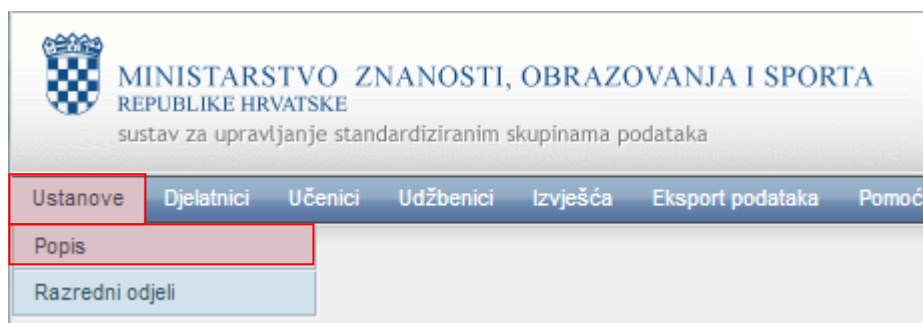 MINISTARSTVO ZNANOSTI, OBRAZOVANJA I SPORTA
REPUBLIKE HRVATSKE
sustav za upravljanje standardiziranim skupinama podataka
Ustanove Djelatnici Učenici Udžbenici Izvješća Eksport podataka Pomoć
Popis
Razredni odjeli